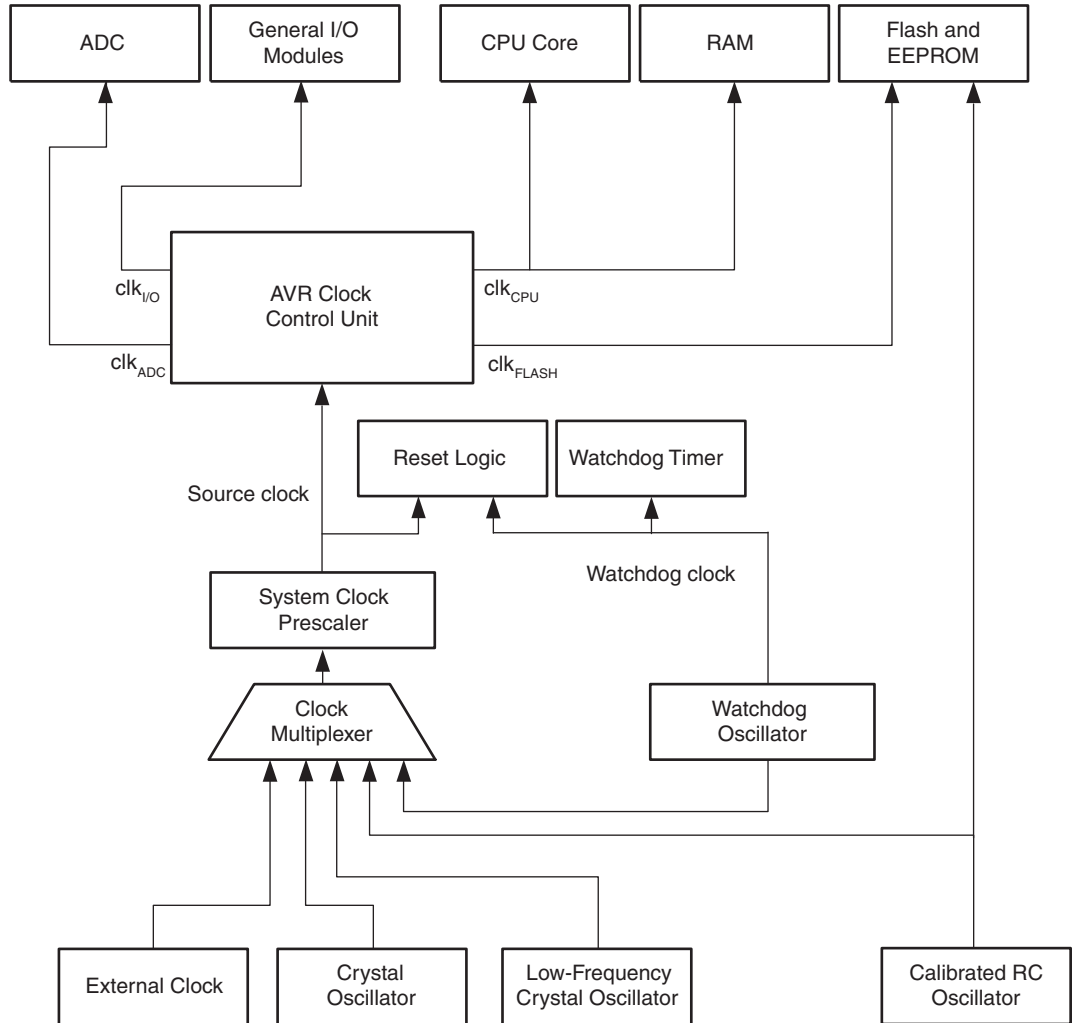 ADC
General I/O
Modules
CPU Core
RAM
Flash and
EEPROM
clkI/O
AVR Clock
Control Unit
clkCPU
clkADC
clkFLASH
Reset Logic
Watchdog Timer
Source clock
Watchdog clock
System Clock
Prescaler
Clock
Multiplexer
Watchdog
Oscillator
External Clock
Crystal
Oscillator
Low-Frequency
Crystal Oscillator
Calibrated RC
Oscillator